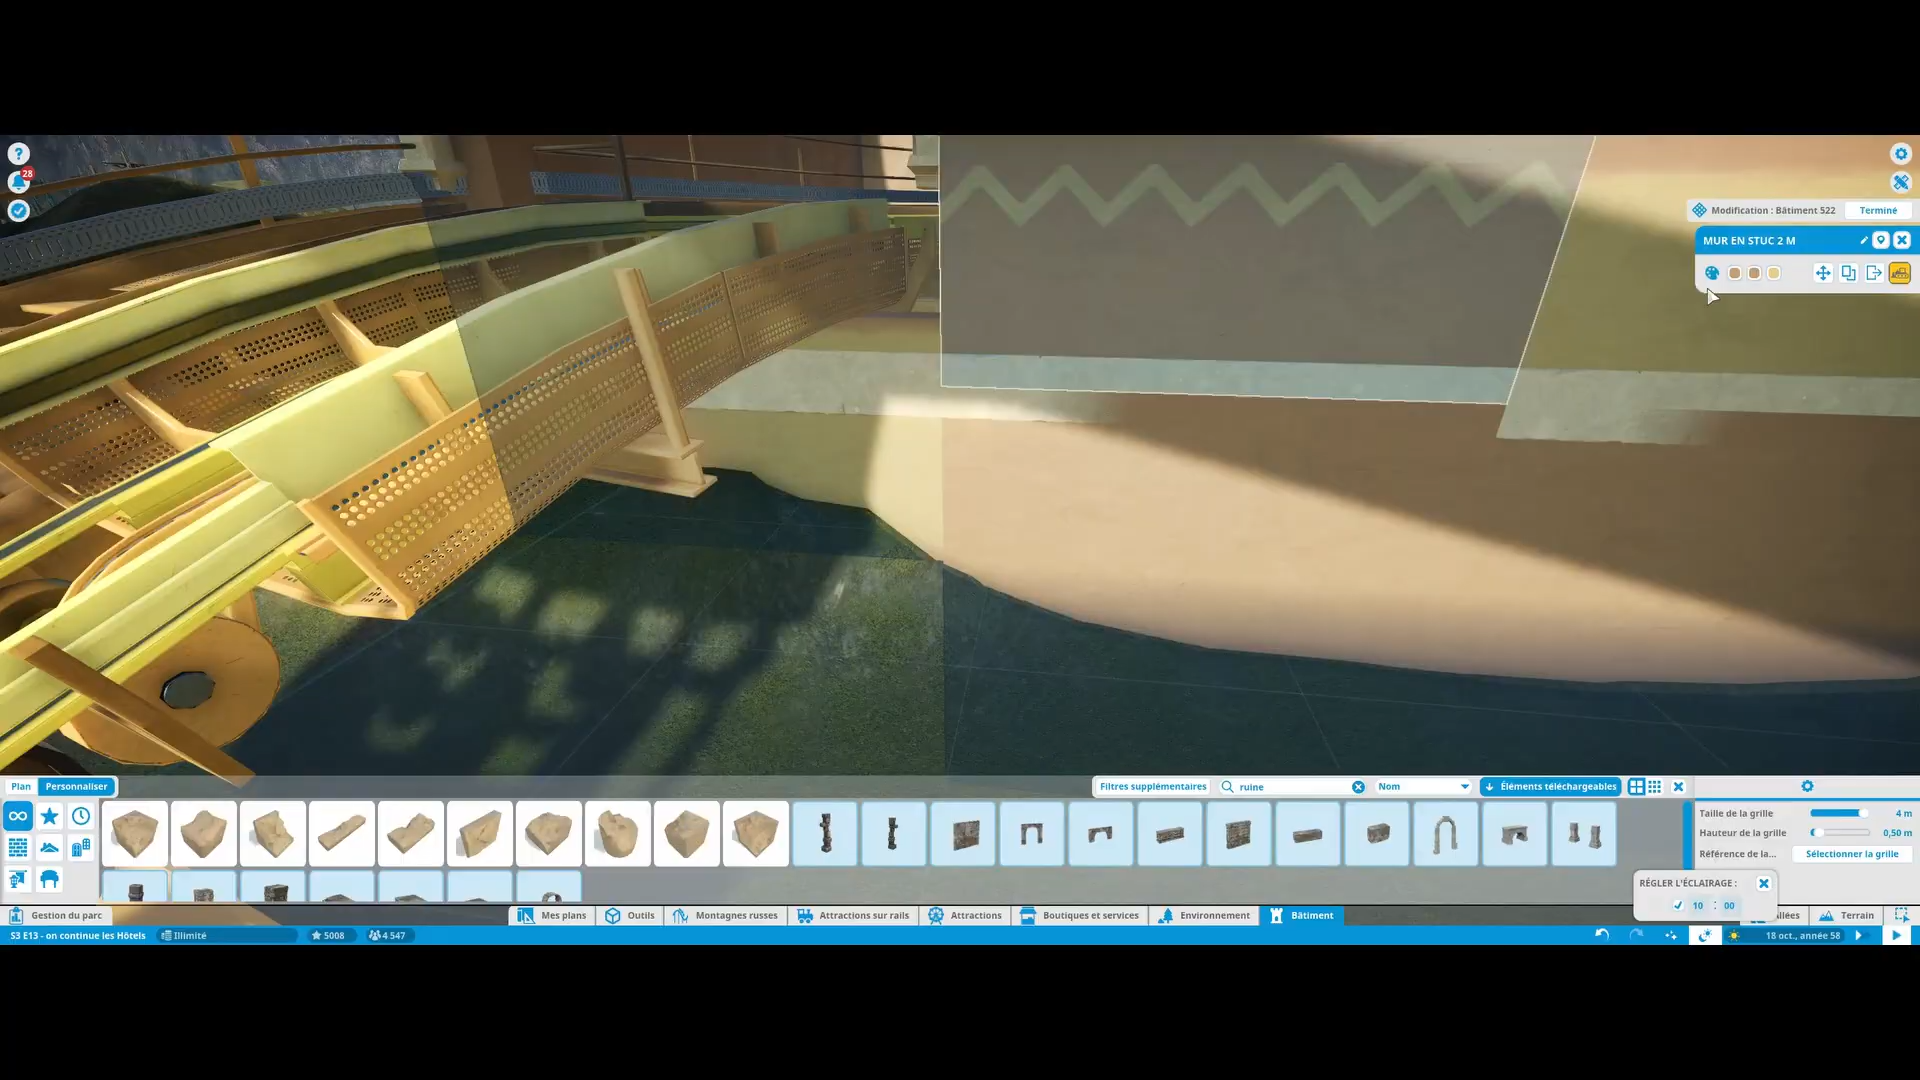 28
Modification : Bâtiment 522
Terminé
MUR EN STUC 2 M
Plan
Personnaliser
Filtres supplémentaires
ruine
Nom
Éléments téléchargeables
Taille de la grille
4 m
Hauteur de la grille
0,50 m
Référence de la...
Sélectionner la grille
RÉGLER L'ÉCLAIRAGE :
10 : 00
Gestion du parc
Mes plans
Outils
Montagnes russes
Attractions sur rails
Attractions
Boutiques et services
Environnement
Bâtiment
Terrain
S3 E13 - on continue les Hôtels
Illimité
5008
4 547
18 oct., année 58